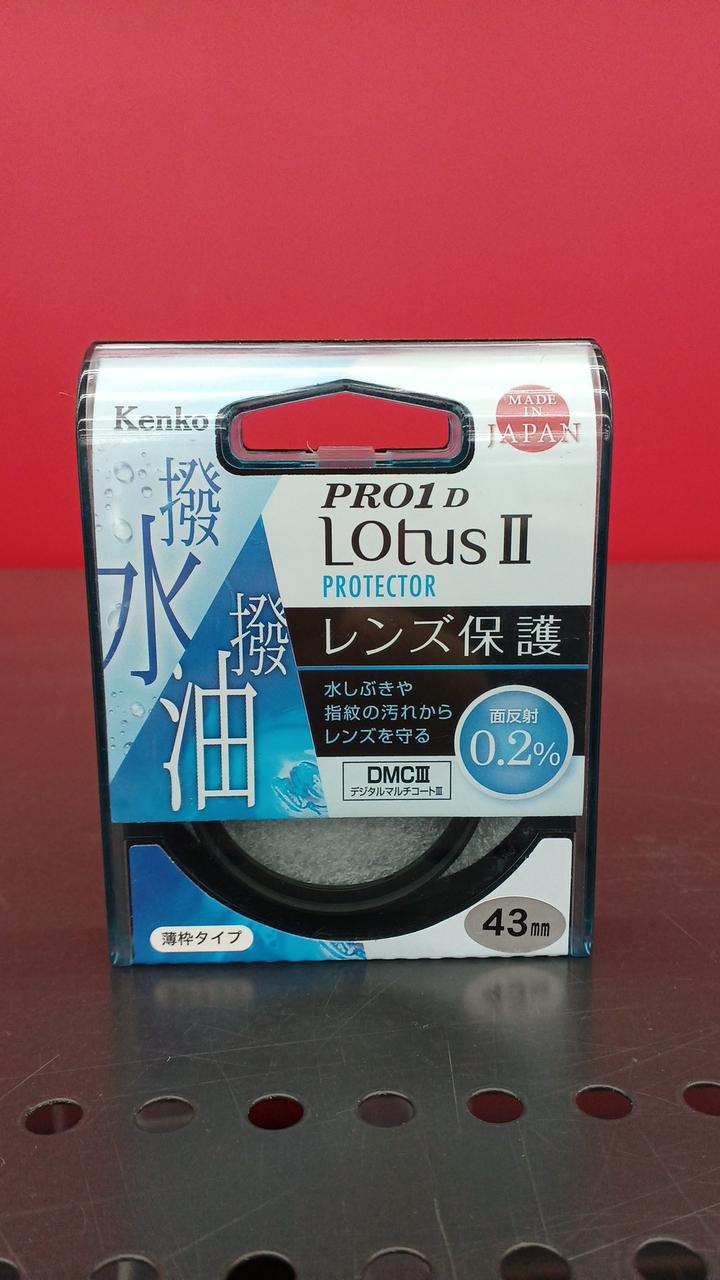 Kenko
MADE
IN
JAPAN
撥
水
撥
油
PRO1 D
Lotus II
PROTECTOR
レンズ保護
水しぶきや
指紋の汚れから
レンズを守る
面反射
0.2%
DMCIII
デジタルマルチコートIII
薄枠タイプ
43mm